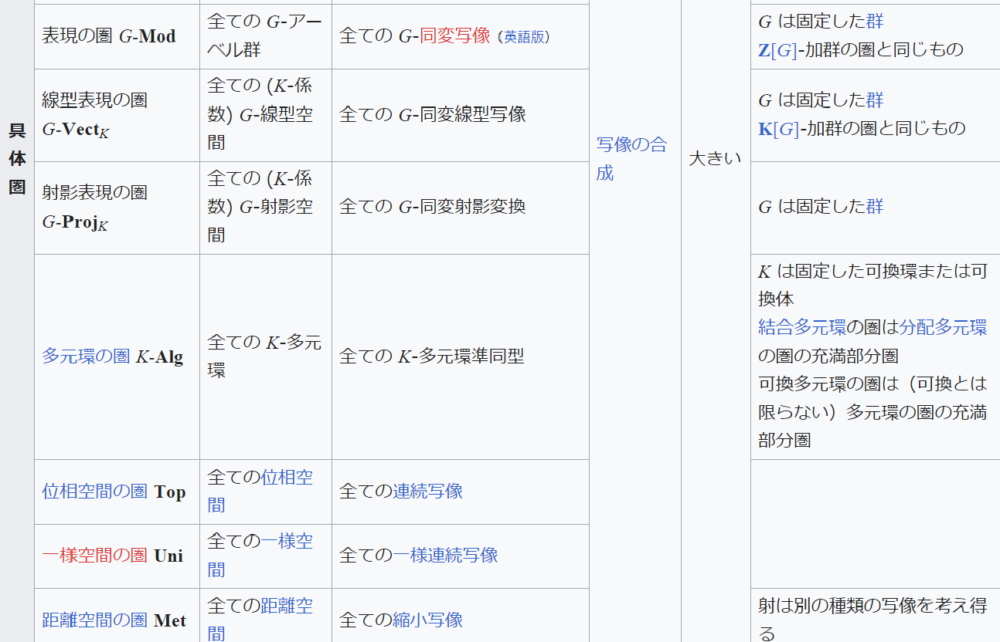 具
体
圏
表現の圏 G-Mod
全ての G-アー
ベル群
全ての G-同変写像（英語版）
G は固定した群
Z[G]-加群の圏と同じもの
線型表現の圏
G-VectK
全ての (K-係
数) G-線型空
間
全ての G-同変線型写像
G は固定した群
K[G]-加群の圏と同じもの
写像の合
成
大きい
射影表現の圏
G-ProjK
全ての (K-係
数) G-射影空
間
全ての G-同変射影変換
G は固定した群
多元環の圏 K-Alg
全ての K-多元
環
全ての K-多元環準同型
K は固定した可換環または可
換体
結合多元環の圏は分配多元環
の圏の充満部分圏
可換多元環の圏は（可換とは
限らない）多元環の圏の充満
部分圏
位相空間の圏 Top
全ての位相空
間
全ての連続写像
一様空間の圏 Uni
全ての一様空
間
全ての一様連続写像
距離空間の圏 Met
全ての距離空
間
全ての縮小写像
射は別の種類の写像を考え得
る